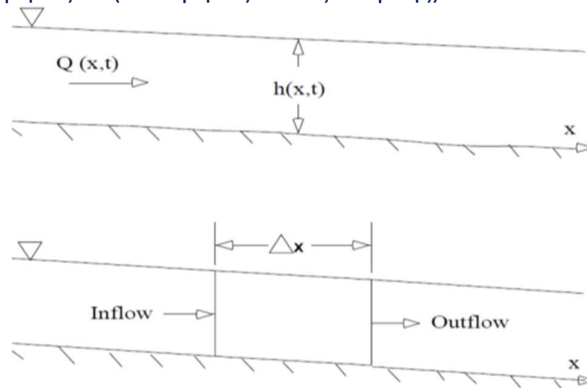 Q (x,t)
h(x,t)
x
Δx
Inflow
Outflow
x